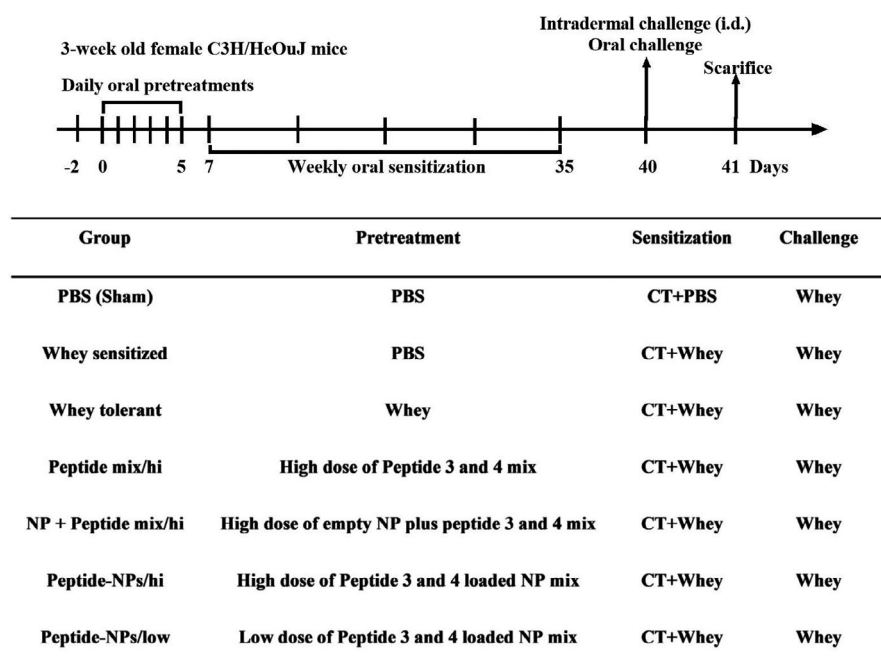 Intradermal challenge (i.d.)
3-week old female C3H/HeOuJ mice
Oral challenge
Scarifice
Daily oral pretreatments
-2 0 5 7 Weekly oral sensitization 35 40 41 Days
Group Pretreatment Sensitization Challenge
PBS (Sham) PBS CT+PBS Whey
Whey sensitized PBS CT+Whey Whey
Whey tolerant Whey CT+Whey Whey
Peptide mix/hi High dose of Peptide 3 and 4 mix CT+Whey Whey
NP + Peptide mix/hi High dose of empty NP plus peptide 3 and 4 mix CT+Whey Whey
Peptide-NPs/hi High dose of Peptide 3 and 4 loaded NP mix CT+Whey Whey
Peptide-NPs/low Low dose of Peptide 3 and 4 loaded NP mix CT+Whey Whey